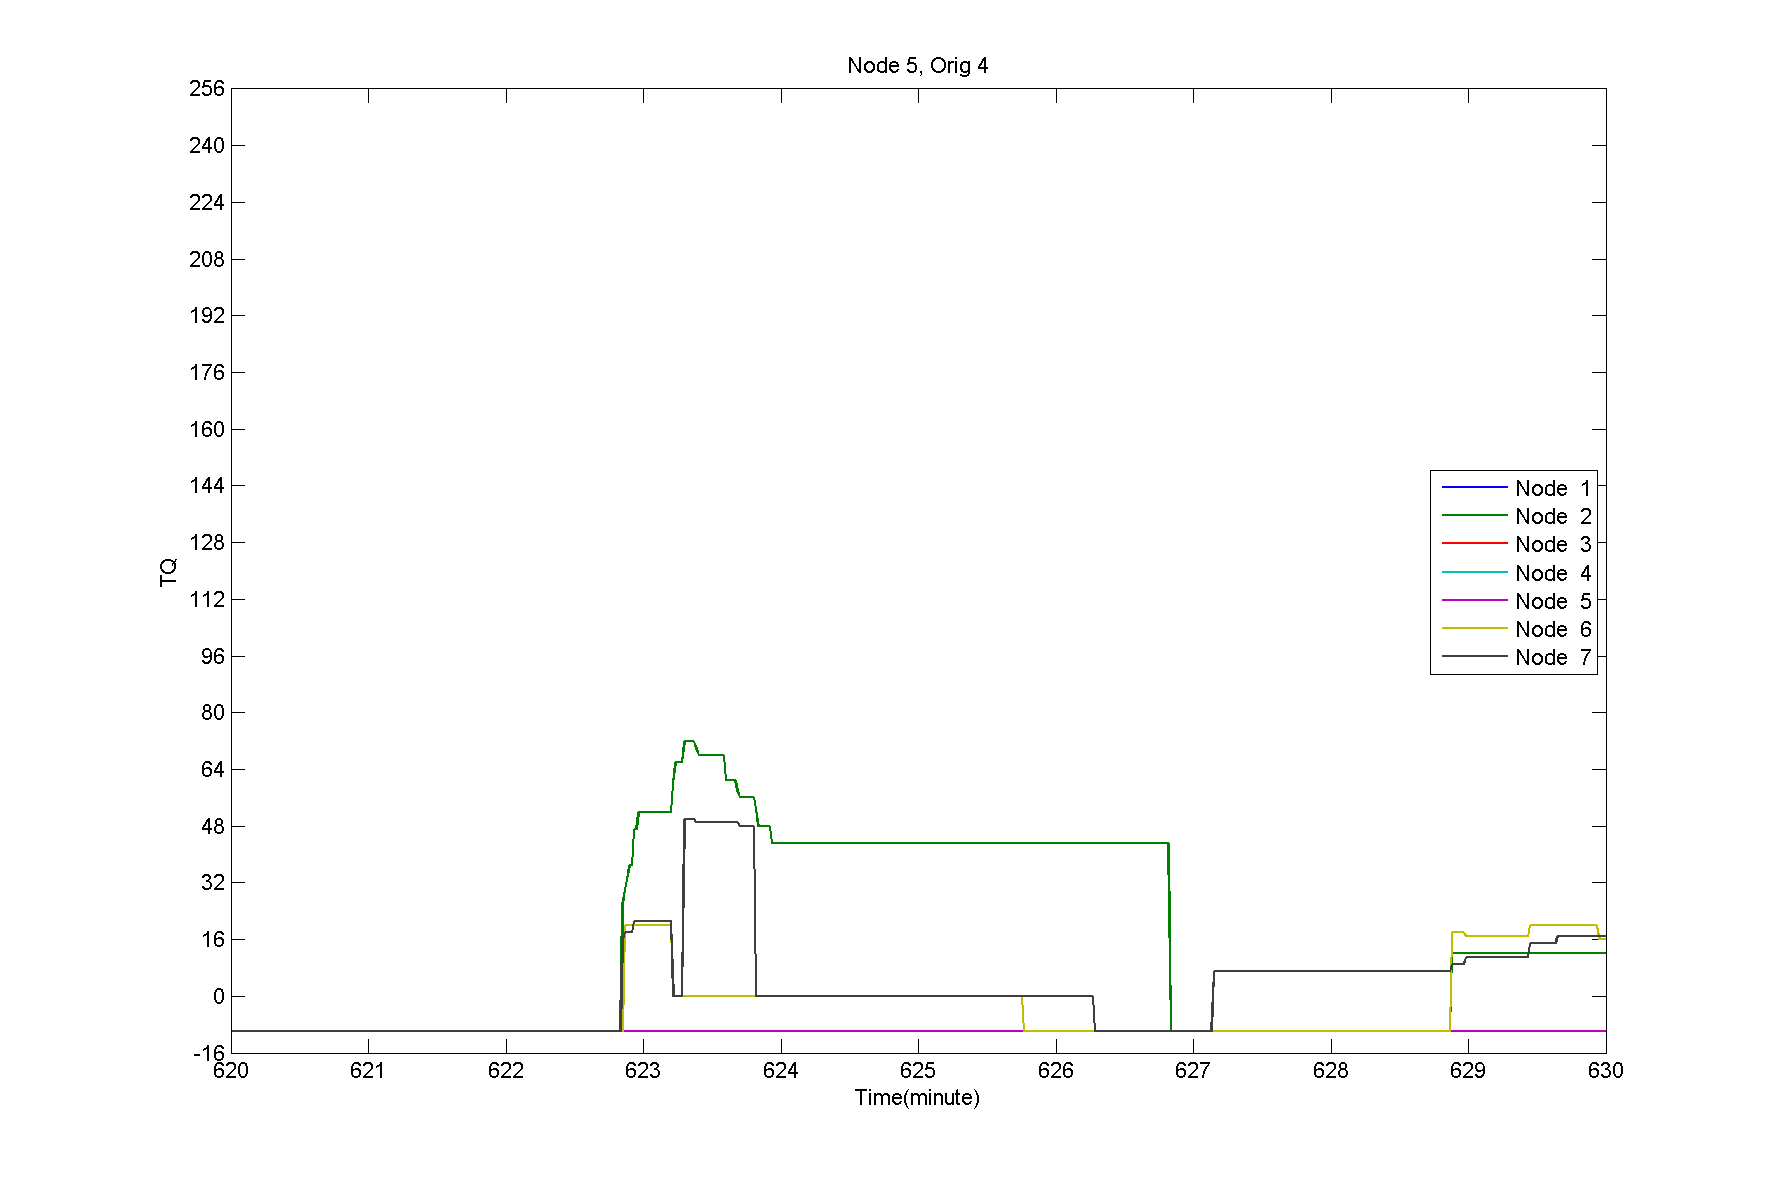 Node 5, Orig 4
256
240
224
208
192
176
160
144
128
112
96
80
64
48
32
16
0
-16
TQ
Node 1
Node 2
Node 3
Node 4
Node 5
Node 6
Node 7
620 621 622 623 624 625 626 627 628 629 630
Time(minute)